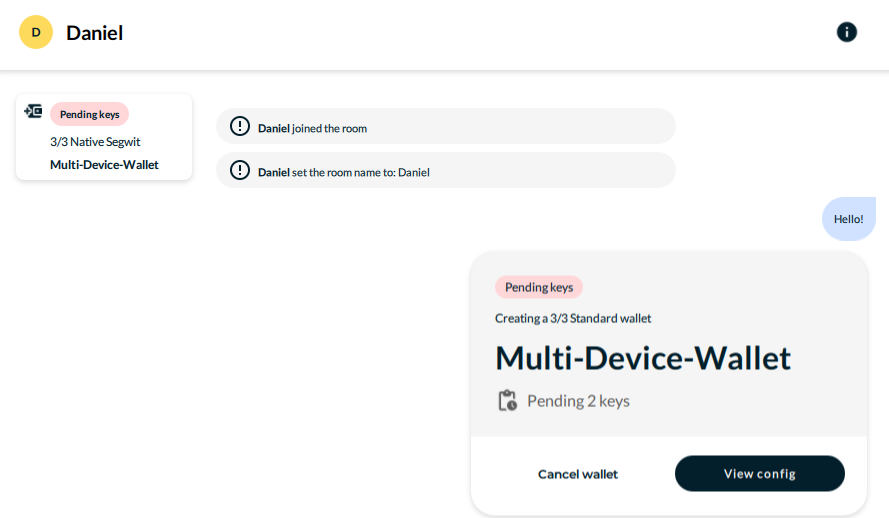 D
Daniel
Pending keys
3/3 Native Segwit
Multi-Device-Wallet
Daniel joined the room
Daniel set the room name to: Daniel
Hello!
Pending keys
Creating a 3/3 Standard wallet
Multi-Device-Wallet
Pending 2 keys
Cancel wallet
View config